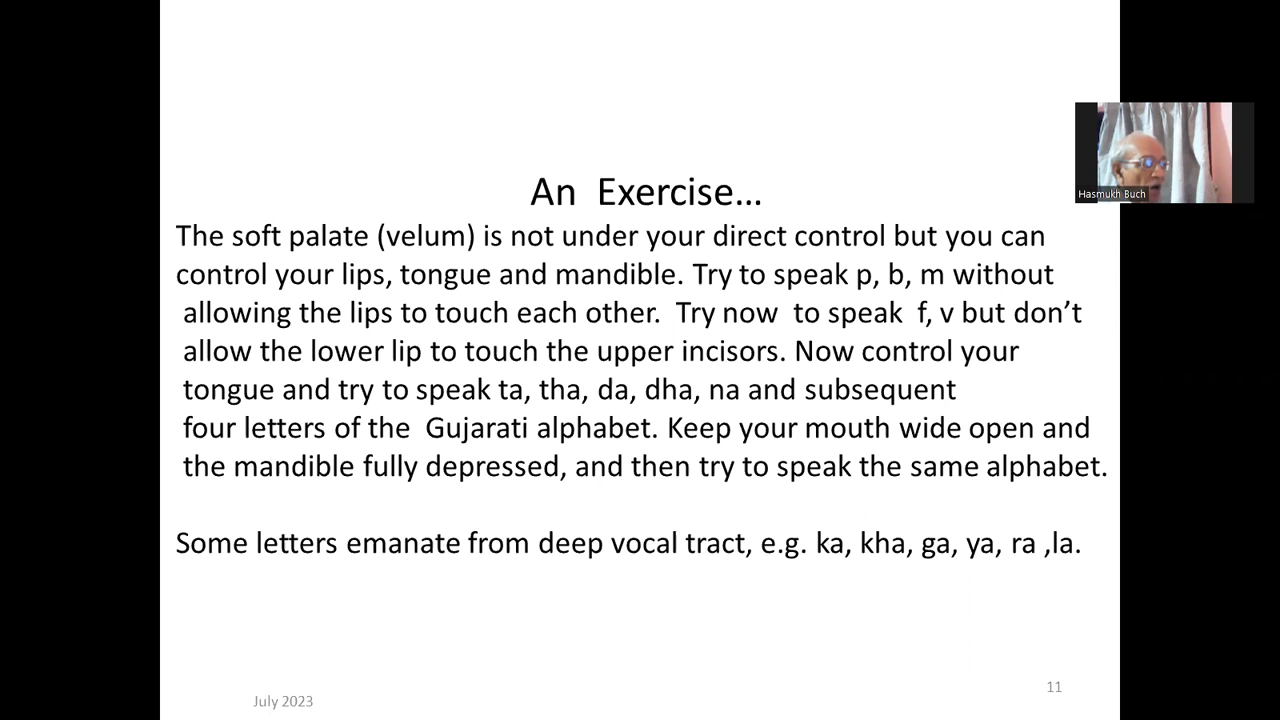 An Exercise...
The soft palate (velum) is not under your direct control but you can
control your lips, tongue and mandible. Try to speak p, b, m without
allowing the lips to touch each other. Try now to speak f, v but don’t
allow the lower lip to touch the upper incisors. Now control your
tongue and try to speak ta, tha, da, dha, na and subsequent
four letters of the Gujarati alphabet. Keep your mouth wide open and
the mandible fully depressed, and then try to speak the same alphabet.
Some letters emanate from deep vocal tract, e.g. ka, kha, ga, ya, ra ,la.
Hasmukh Buch
July 2023
11